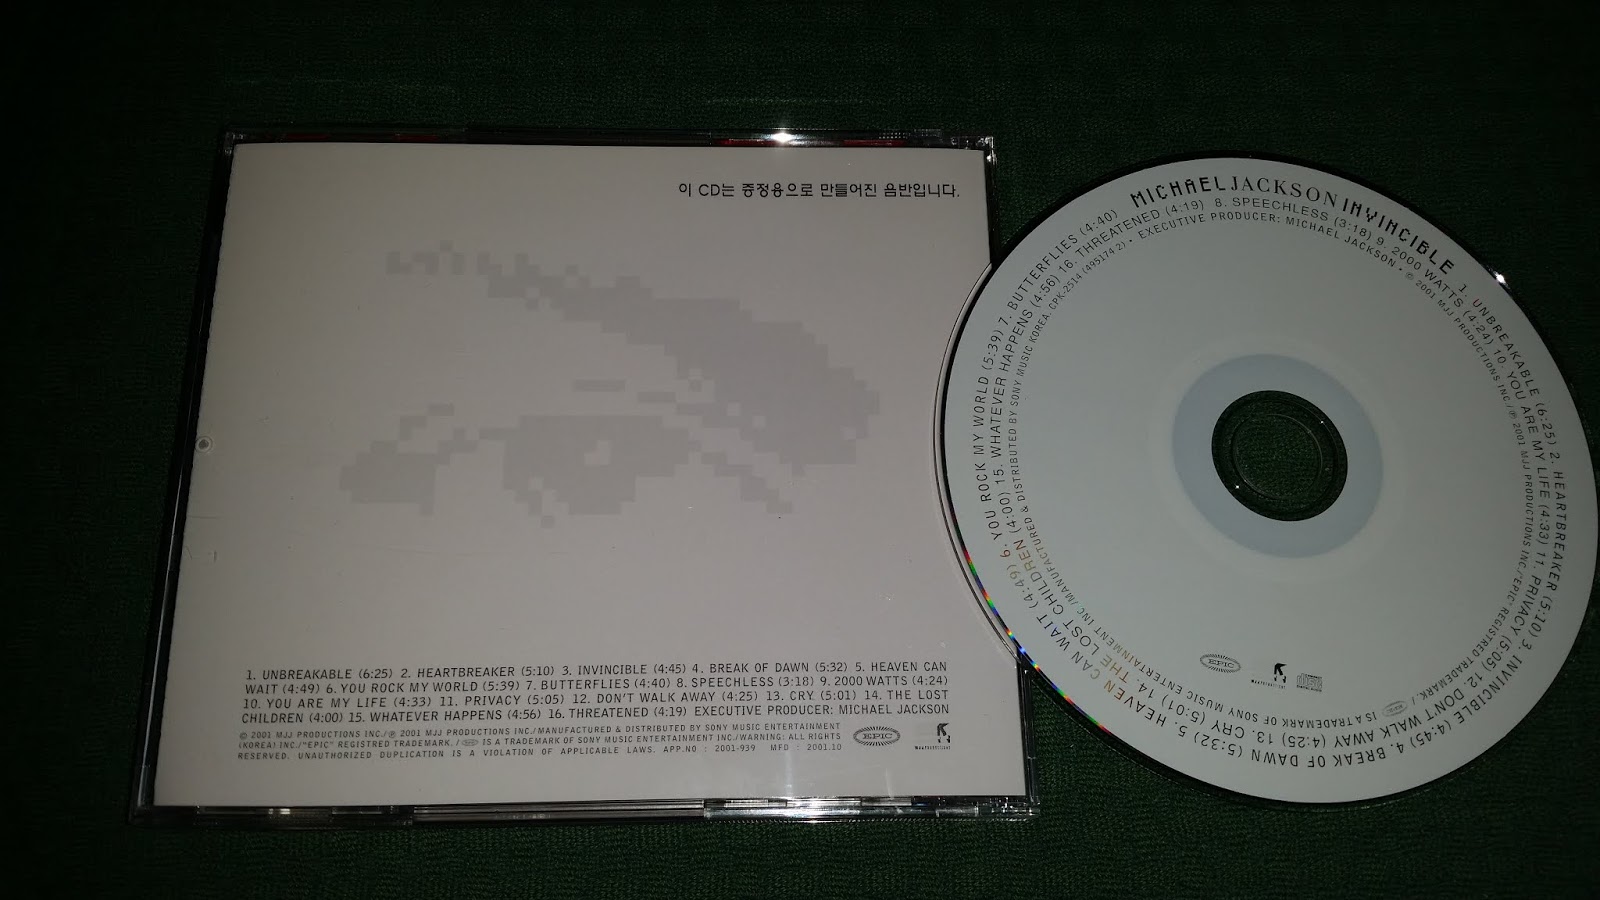 이 CD는 증정용으로 만들어진 음반입니다.
1. UNBREAKABLE (6:25) 2. HEARTBREAKER (5:10) 3. INVINCIBLE (4:45) 4. BREAK OF DAWN (5:32) 5. HEAVEN CAN
WAIT (4:49) 6. YOU ROCK MY WORLD (5:39) 7. BUTTERFLIES (4:40) 8. SPEECHLESS (3:18) 9. 2000 WATTS (4:24)
10. YOU ARE MY LIFE (4:33) 11. PRIVACY (5:05) 12. DON'T WALK AWAY (4:25) 13. CRY (5:01) 14. THE LOST
CHILDREN (4:00) 15. WHATEVER HAPPENS (4:56) 16. THREATENED (4:19) EXECUTIVE PRODUCER: MICHAEL JACKSON
© 2001 MJJ PRODUCTIONS INC./℗ 2001 MJJ PRODUCTIONS INC./MANUFACTURED & DISTRIBUTED BY SONY MUSIC ENTERTAINMENT
(KOREA) INC./"EPIC" REGISTRED TRADEMARK. / EPIC IS A TRADEMARK OF SONY MUSIC ENTERTAINMENT INC./WARNING: ALL RIGHTS
RESERVED. UNAUTHORIZED DUPLICATION IS A VIOLATION OF APPLICABLE LAWS. APP.NO : 2001-939 MFD : 2001.10
EPIC
MICHAEL JACKSON INVINCIBLE
1. UNBREAKABLE (6:25) 2. HEARTBREAKER (5:10) 3. INVINCIBLE (4:45) 4. BREAK OF DAWN (5:32) 5. HEAVEN CAN WAIT (4:49) 6. YOU ROCK MY WORLD (5:39) 7. BUTTERFLIES (4:40)
8. SPEECHLESS (3:18) 9. 2000 WATTS (4:24) 10. YOU ARE MY LIFE (4:33) 11. PRIVACY (5:05) 12. DON'T WALK AWAY (4:25) 13. CRY (5:01) 14. THE LOST CHILDREN (4:00) 15. WHATEVER HAPPENS (4:56) 16. THREATENED (4:19)
EXECUTIVE PRODUCER: MICHAEL JACKSON • © 2001 MJJ PRODUCTIONS INC./℗ 2001 MJJ PRODUCTIONS INC./"EPIC" REGISTRED TRADEMARK. / EPIC IS A TRADEMARK OF SONY MUSIC ENTERTAINMENT INC./MANUFACTURED & DISTRIBUTED BY SONY MUSIC KOREA. CPK-2514 (495174 2) •
EPIC